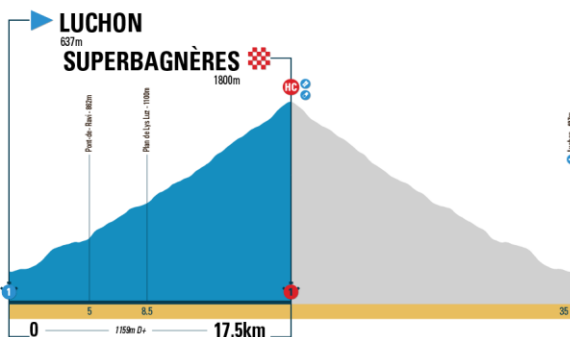 LUCHON
637m
SUPERBAGNÈRES
1800m
HC
Pont-de-Ravi - 862m
Plan de Lys Luz - 1100m
1
1
5
8.5
35
0
1159m D+
17.5km